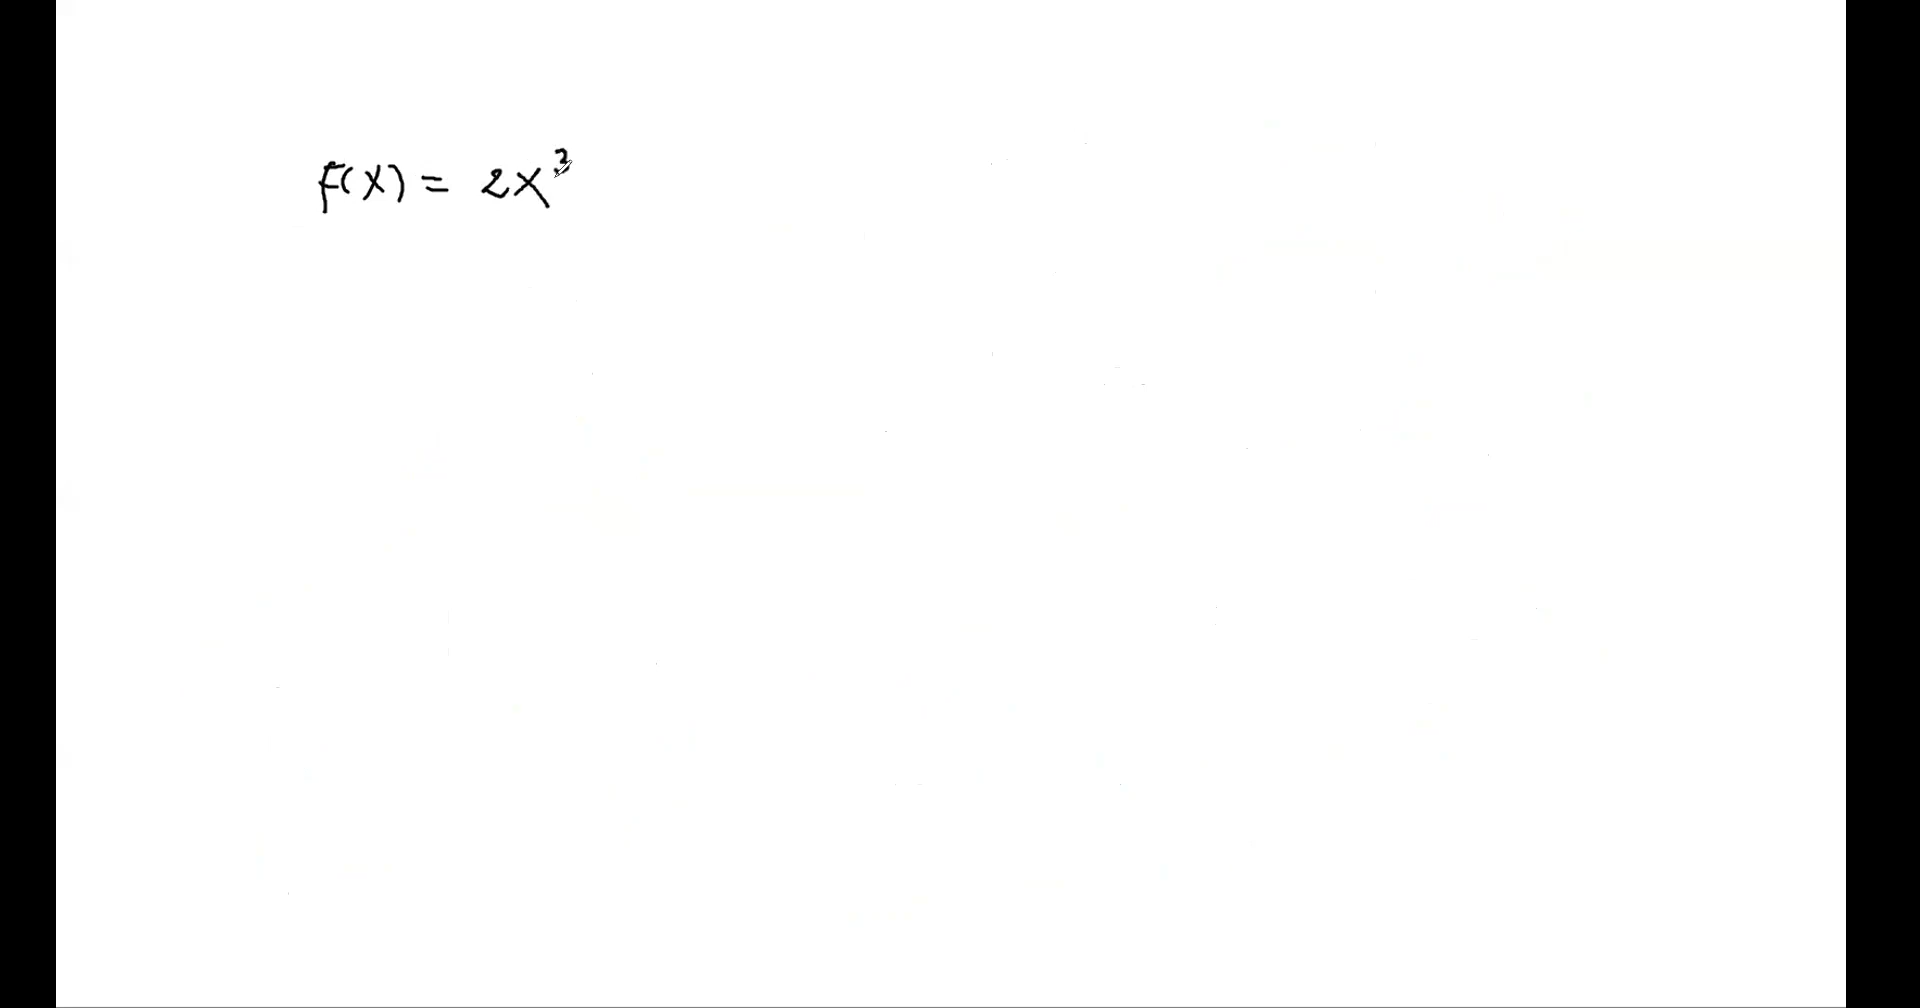 f(x) = 2x³